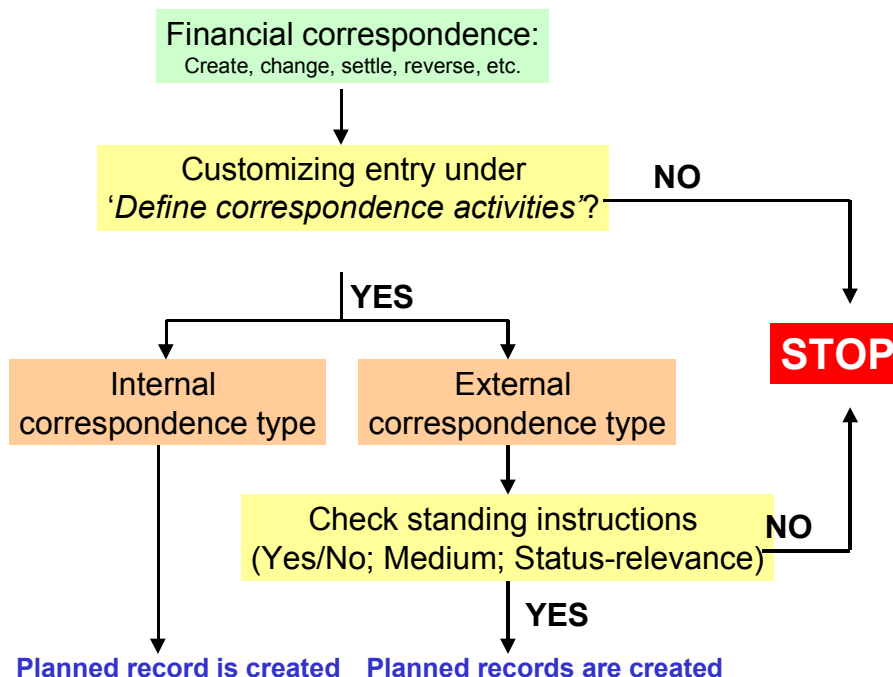 Financial correspondence:
Create, change, settle, reverse, etc.
Customizing entry under
‘Define correspondence activities’?
NO
YES
STOP
Internal
correspondence type
External
correspondence type
Check standing instructions
(Yes/No; Medium; Status-relevance)
NO
YES
Planned record is created
Planned records are created